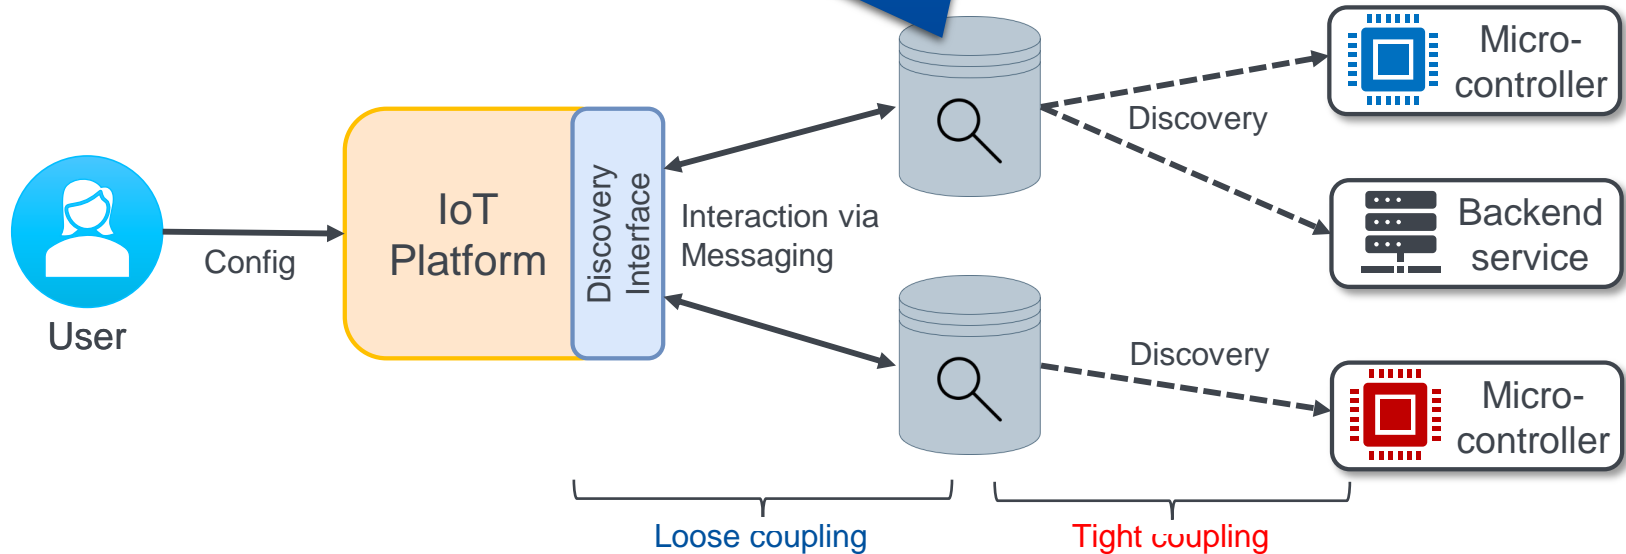 User
Config
IoT
Platform
Discovery
Interface
Interaction via
Messaging
Discovery
Discovery
Micro-
controller
Backend
service
Micro-
controller
Loose coupling
Tight coupling